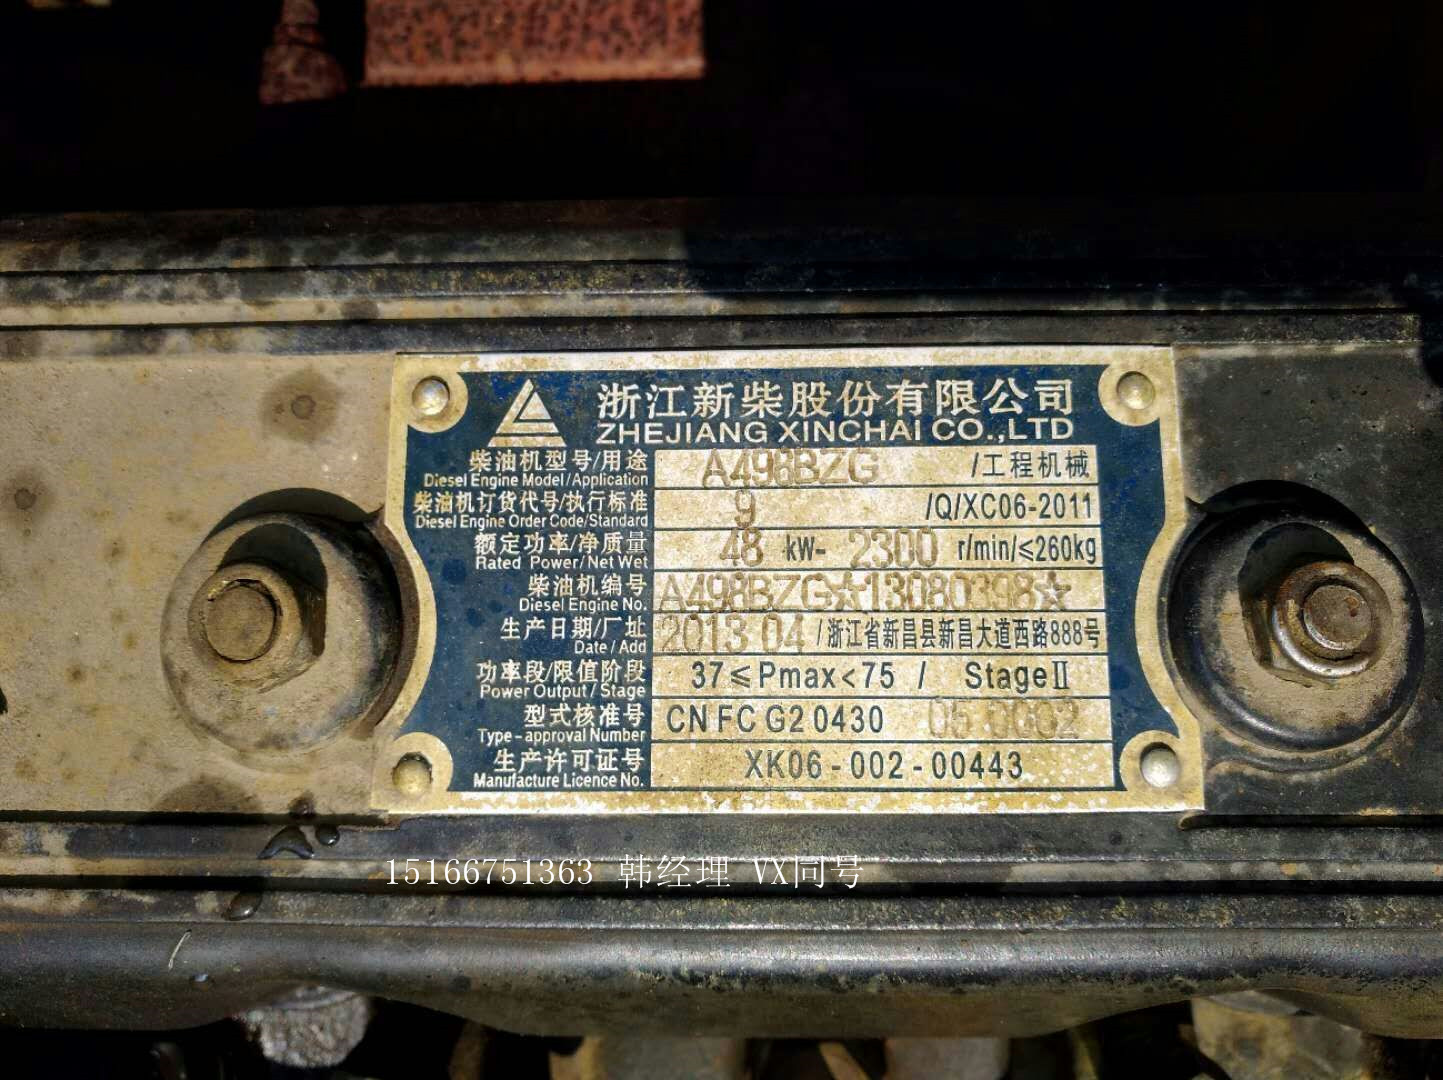 浙江新柴股份有限公司
ZHEJIANG XINCHAI CO.,LTD
柴油机型号/用途 A498BZG /工程机械
Diesel Engine Model/Application
柴油机订货代号/执行标准 9 /Q/XC06-2011
Diesel Engine Order Code/Standard
额定功率/净质量 48 kW- 2300 r/min/≤260kg
Rated Power/Net Wet
柴油机编号 A498BZG☆13080398☆
Diesel Engine No.
生产日期/厂址 2013 04 /浙江省新昌县新昌大道西路888号
Date/Add
功率段/限值阶段 37≤Pmax<75 / StageⅡ
Power Output/Stage
型式核准号 CN FC G2 0430 05 0002
Type-approval Number
生产许可证号 XK06-002-00443
Manufacture Licence No.
15166751363 韩经理 VX同号